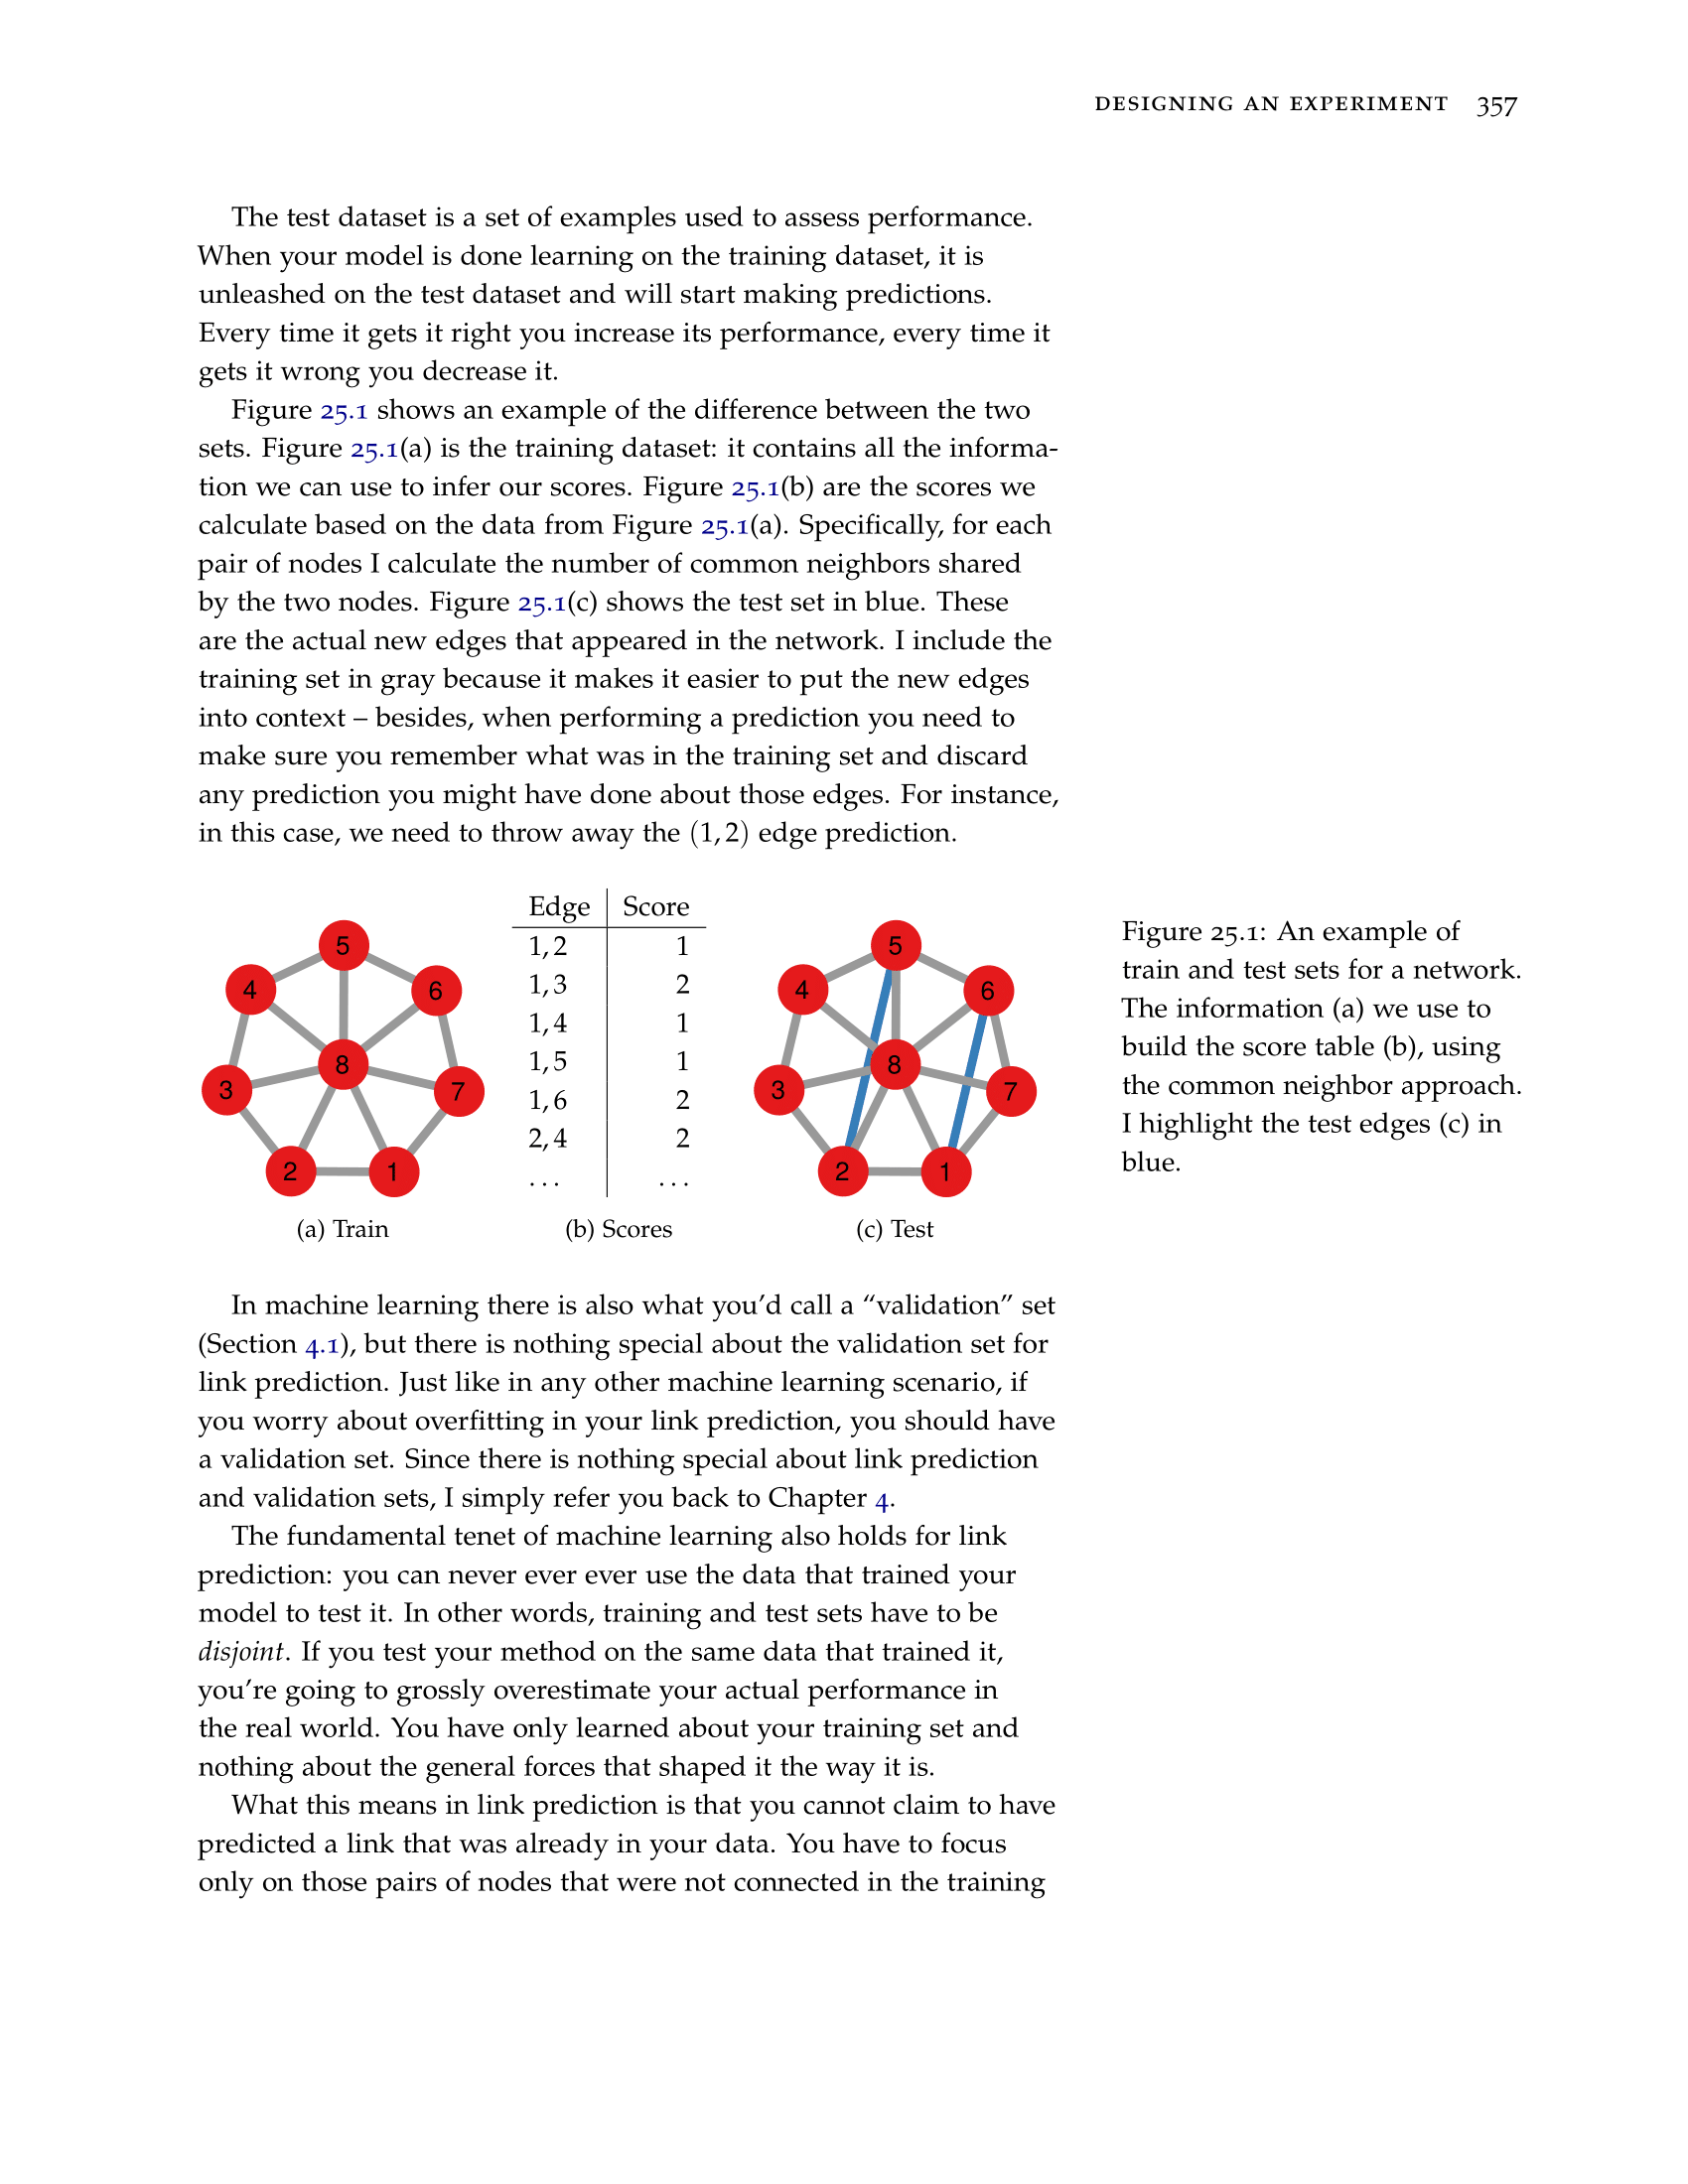 DESIGNING AN EXPERIMENT 357
The test dataset is a set of examples used to assess performance.
When your model is done learning on the training dataset, it is
unleashed on the test dataset and will start making predictions.
Every time it gets it right you increase its performance, every time it
gets it wrong you decrease it.
Figure 25.1 shows an example of the difference between the two
sets. Figure 25.1(a) is the training dataset: it contains all the informa-
tion we can use to infer our scores. Figure 25.1(b) are the scores we
calculate based on the data from Figure 25.1(a). Specifically, for each
pair of nodes I calculate the number of common neighbors shared
by the two nodes. Figure 25.1(c) shows the test set in blue. These
are the actual new edges that appeared in the network. I include the
training set in gray because it makes it easier to put the new edges
into context – besides, when performing a prediction you need to
make sure you remember what was in the training set and discard
any prediction you might have done about those edges. For instance,
in this case, we need to throw away the (1, 2) edge prediction.
5
4
6
8
3
7
2
1
(a) Train
Edge Score
1, 2 1
1, 3 2
1, 4 1
1, 5 1
1, 6 2
2, 4 2
... ...
(b) Scores
5
4
6
8
3
7
2
1
(c) Test
Figure 25.1: An example of
train and test sets for a network.
The information (a) we use to
build the score table (b), using
the common neighbor approach.
I highlight the test edges (c) in
blue.
In machine learning there is also what you'd call a “validation” set
(Section 4.1), but there is nothing special about the validation set for
link prediction. Just like in any other machine learning scenario, if
you worry about overfitting in your link prediction, you should have
a validation set. Since there is nothing special about link prediction
and validation sets, I simply refer you back to Chapter 4.
The fundamental tenet of machine learning also holds for link
prediction: you can never ever ever use the data that trained your
model to test it. In other words, training and test sets have to be
disjoint. If you test your method on the same data that trained it,
you're going to grossly overestimate your actual performance in
the real world. You have only learned about your training set and
nothing about the general forces that shaped it the way it is.
What this means in link prediction is that you cannot claim to have
predicted a link that was already in your data. You have to focus
only on those pairs of nodes that were not connected in the training